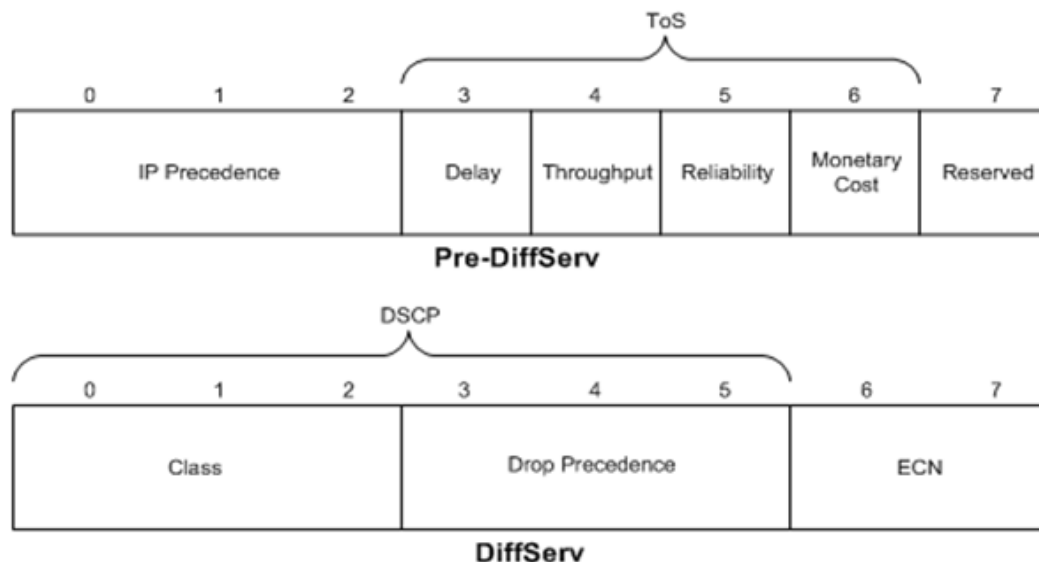 ToS
0 1 2 3 4 5 6 7
IP Precedence Delay Throughput Reliability Monetary Cost Reserved
Pre-DiffServ
DSCP
0 1 2 3 4 5 6 7
Class Drop Precedence ECN
DiffServ